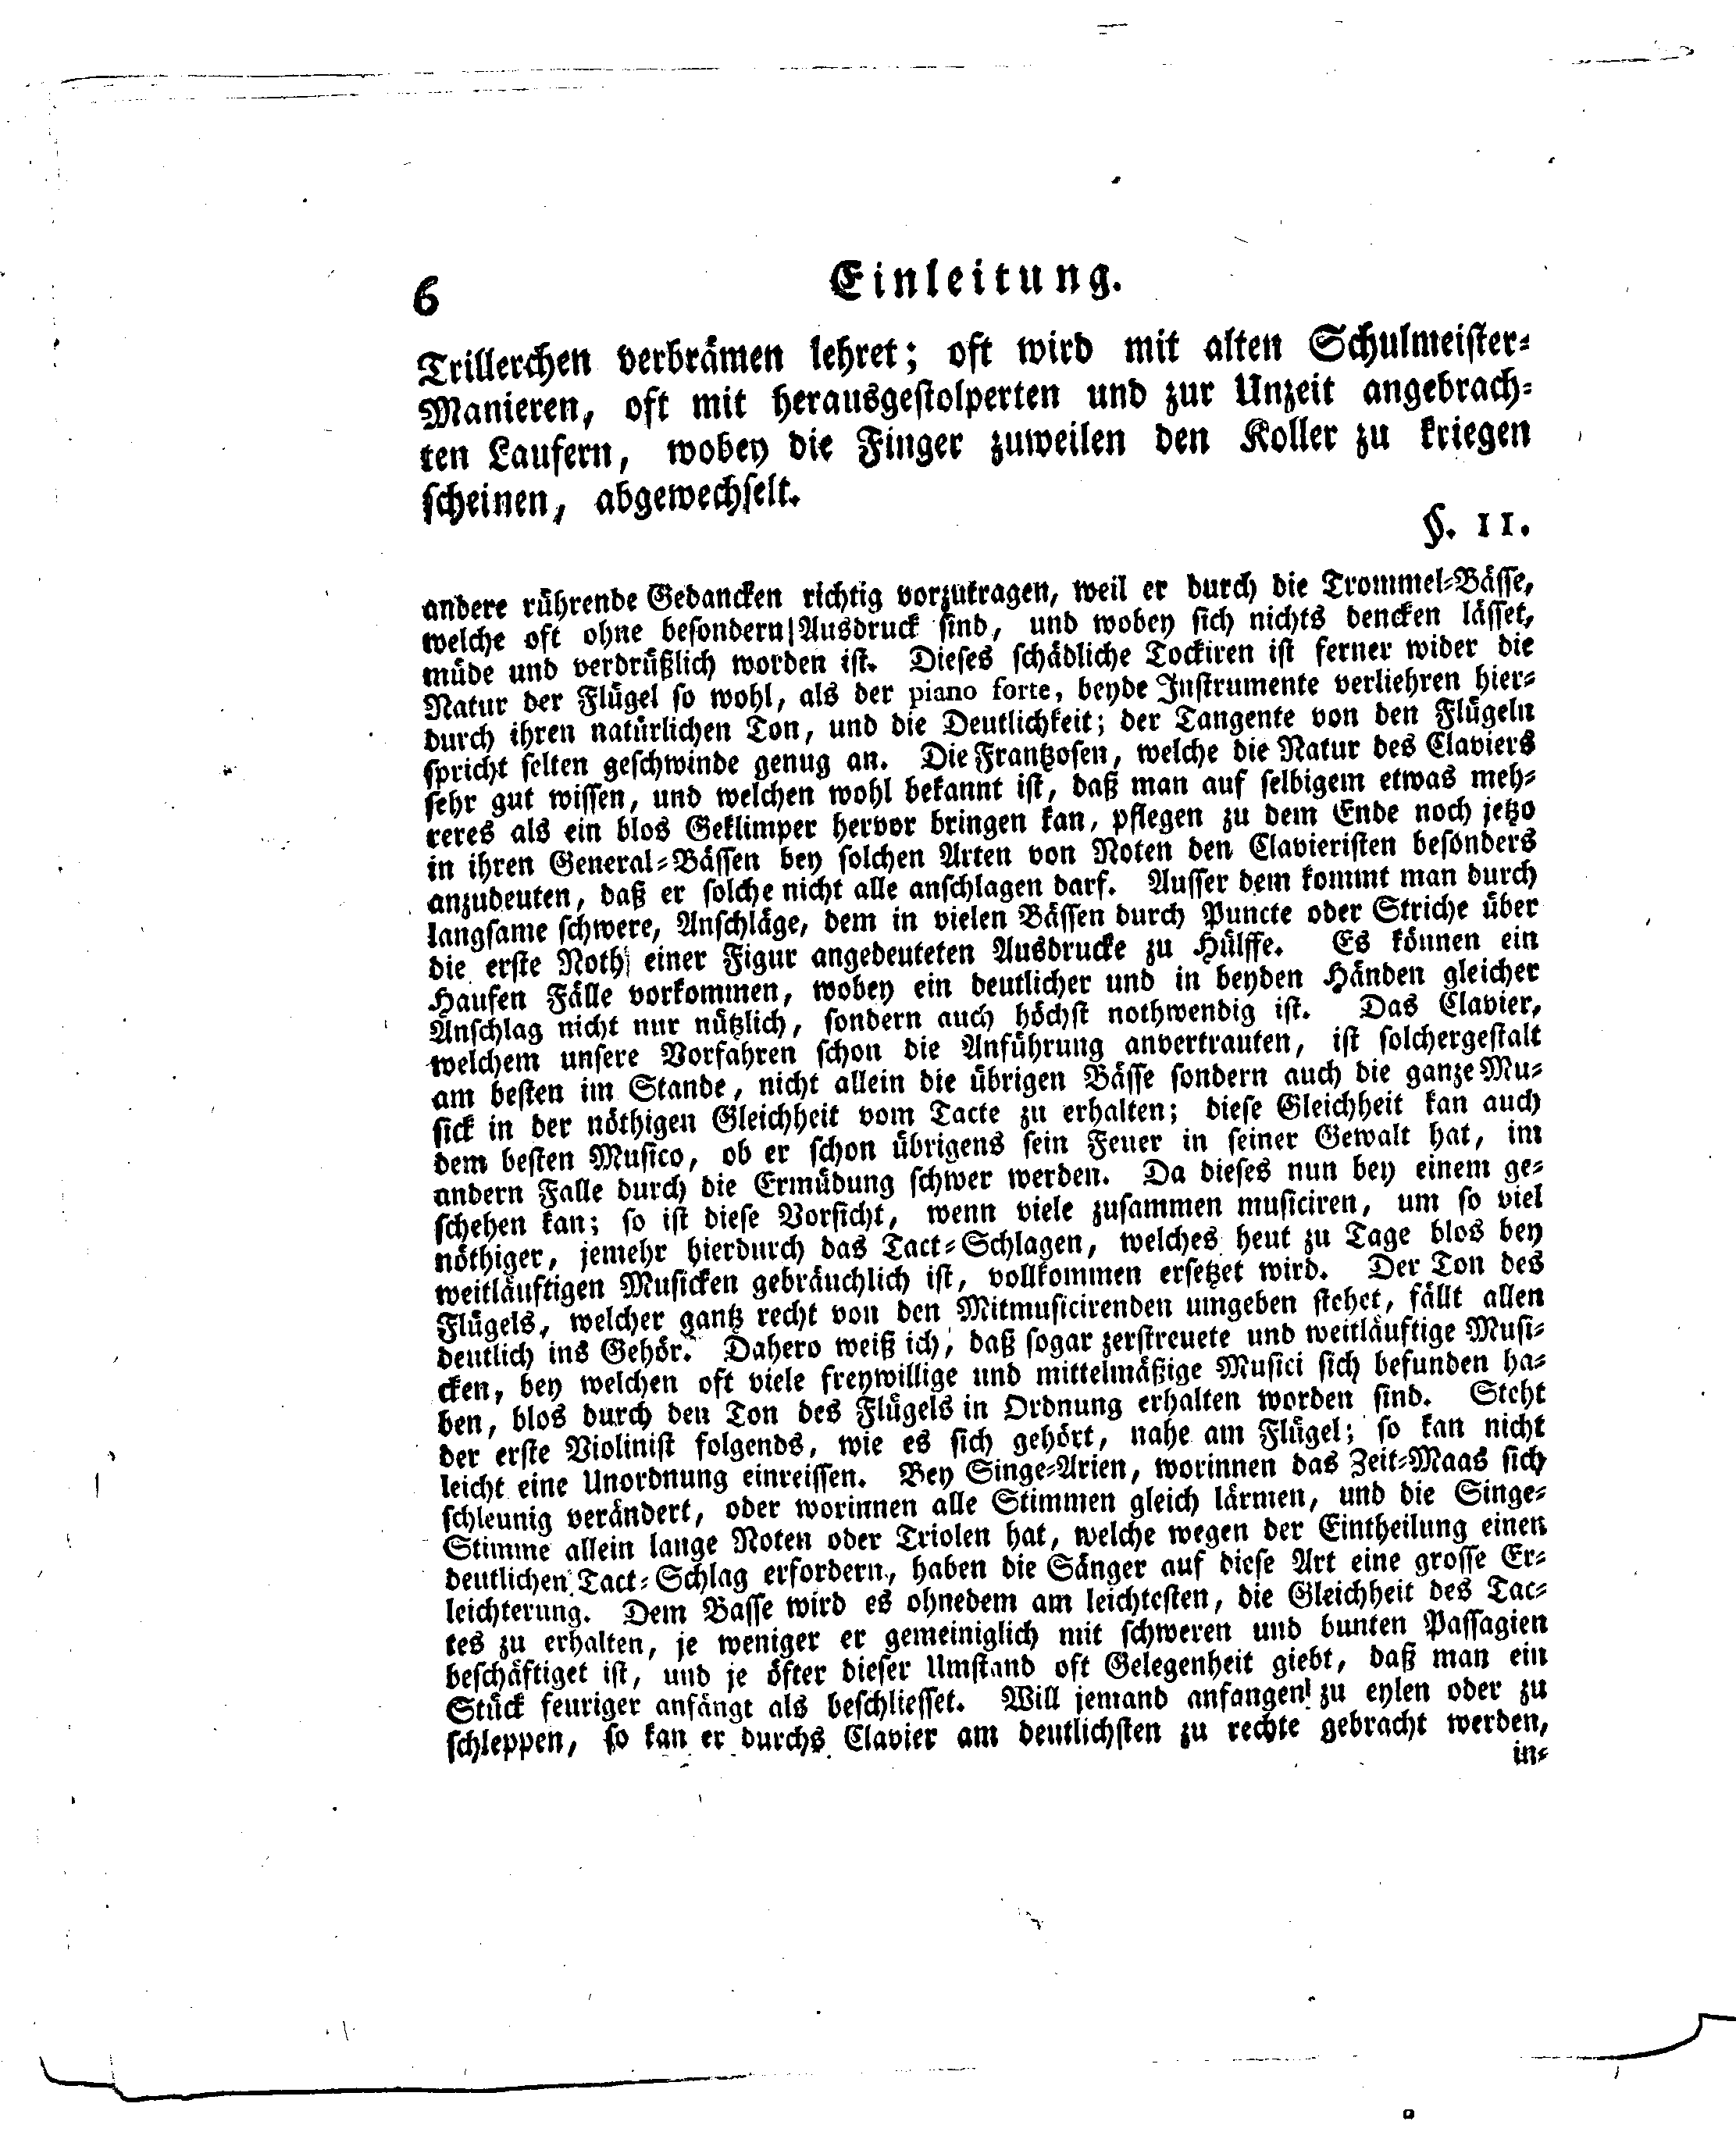 6 Einleitung.
Trillerchen verbrämen lehret; oft wird mit alten Schulmeister-
Manieren, oft mit herausgestolperten und zur Unzeit angebrach-
ten Laufern, wobey die Finger zuweilen den Koller zu kriegen
scheinen, abgewechselt.
§. 11.
andere rührende Gedancken richtig vorzutragen, weil er durch die Trommel-Bässe,
welche oft ohne besondern Ausdruck sind, und wobey sich nichts dencken lässet,
müde und verdrüßlich worden ist. Dieses schädliche Tockiren ist ferner wider die
Natur der Flügel so wohl, als der piano forte, beyde Instrumente verliehren hier-
durch ihren natürlichen Ton, und die Deutlichkeit; der Tangente von den Flügeln
spricht selten geschwinde genug an. Die Frantzosen, welche die Natur des Claviers
sehr gut wissen, und welchen wohl bekannt ist, daß man auf selbigem etwas meh-
reres als ein blos Geklimper hervor bringen kan, pflegen zu dem Ende noch jetzo
in ihren General-Bässen bey solchen Arten von Noten den Clavieristen besonders
anzudeuten, daß er solche nicht alle anschlagen darf. Ausser dem kommt man durch
langsame schwere, Anschläge, dem in vielen Bässen durch Puncte oder Striche über
die erste Noth einer Figur angedeuteten Ausdrucke zu Hülffe. Es können ein
Haufen Fälle vorkommen, wobey ein deutlicher und in beyden Händen gleicher
Anschlag nicht nur nützlich, sondern auch höchst nothwendig ist. Das Clavier,
welchem unsere Vorfahren schon die Anführung anvertrauten, ist solchergestalt
am besten im Stande, nicht allein die übrigen Bässe sondern auch die ganze Mu-
sick in der nöthigen Gleichheit vom Tacte zu erhalten; diese Gleichheit kan auch
dem besten Musico, ob er schon übrigens sein Feuer in seiner Gewalt hat, im
andern Falle durch die Ermüdung schwer werden. Da dieses nun bey einem ge-
schehen kan; so ist diese Vorsicht, wenn viele zusammen musiciren, um so viel
nöthiger, jemehr hierdurch das Tact-Schlagen, welches heut zu Tage blos bey
weitläuftigen Musicken gebräuchlich ist, vollkommen ersetzet wird. Der Ton des
Flügels, welcher gantz recht von den Mitmusicirenden umgeben stehet, fällt allen
deutlich ins Gehör. Dahero weiß ich, daß sogar zerstreuete und weitläuftige Musi-
cken, bey welchen oft viele freywillige und mittelmäßige Musici sich befunden ha-
ben, blos durch den Ton des Flügels in Ordnung erhalten worden sind. Steht
der erste Violinist folgends, wie es sich gehört, nahe am Flügel; so kan nicht
leicht eine Unordnung einreissen. Bey Singe-Arien, worinnen das Zeit-Maas sich
schleunig verändert, oder worinnen alle Stimmen gleich lärmen, und die Singe-
Stimme allein lange Noten oder Triolen hat, welche wegen der Eintheilung einen
deutlichen Tact-Schlag erfordern, haben die Sänger auf diese Art eine grosse Er-
leichterung. Dem Basse wird es ohnedem am leichtesten, die Gleichheit des Tac-
tes zu erhalten, je weniger er gemeiniglich mit schweren und bunten Passagien
beschäftiget ist, und je öfter dieser Umstand oft Gelegenheit giebt, daß man ein
Stück feuriger anfängt als beschliesset. Will jemand anfangen zu eylen oder zu
schleppen, so kan er durchs Clavier am deutlichsten zu rechte gebracht werden,
in-